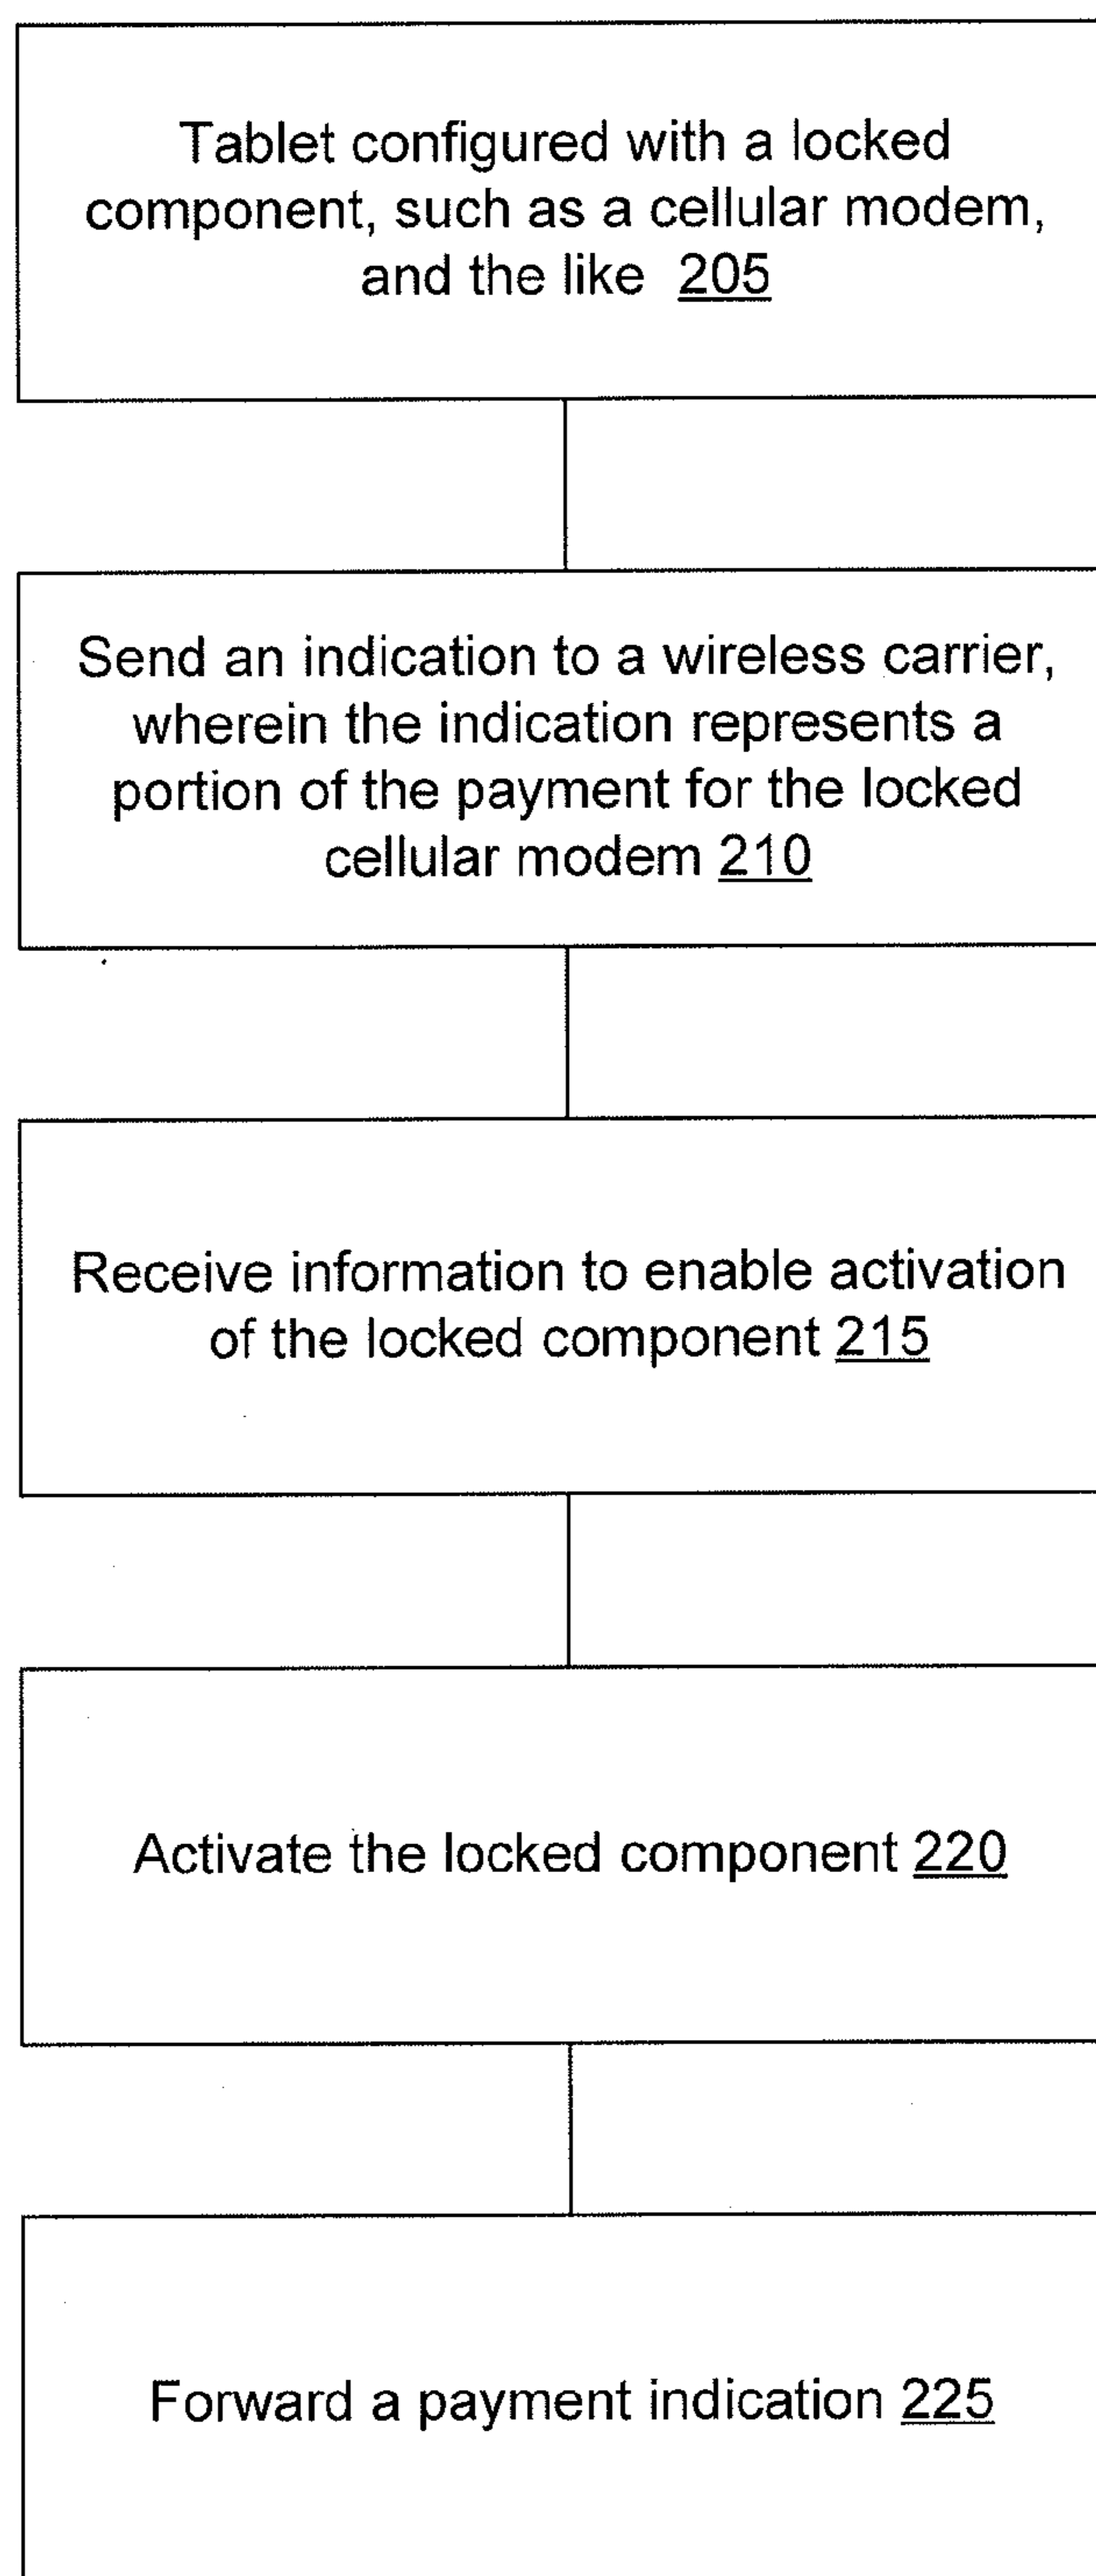 Tablet configured with a locked
component, such as a cellular modem,
and the like 205
Send an indication to a wireless carrier,
wherein the indication represents a
portion of the payment for the locked
cellular modem 210
Receive information to enable activation
of the locked component 215
Activate the locked component 220
Forward a payment indication 225